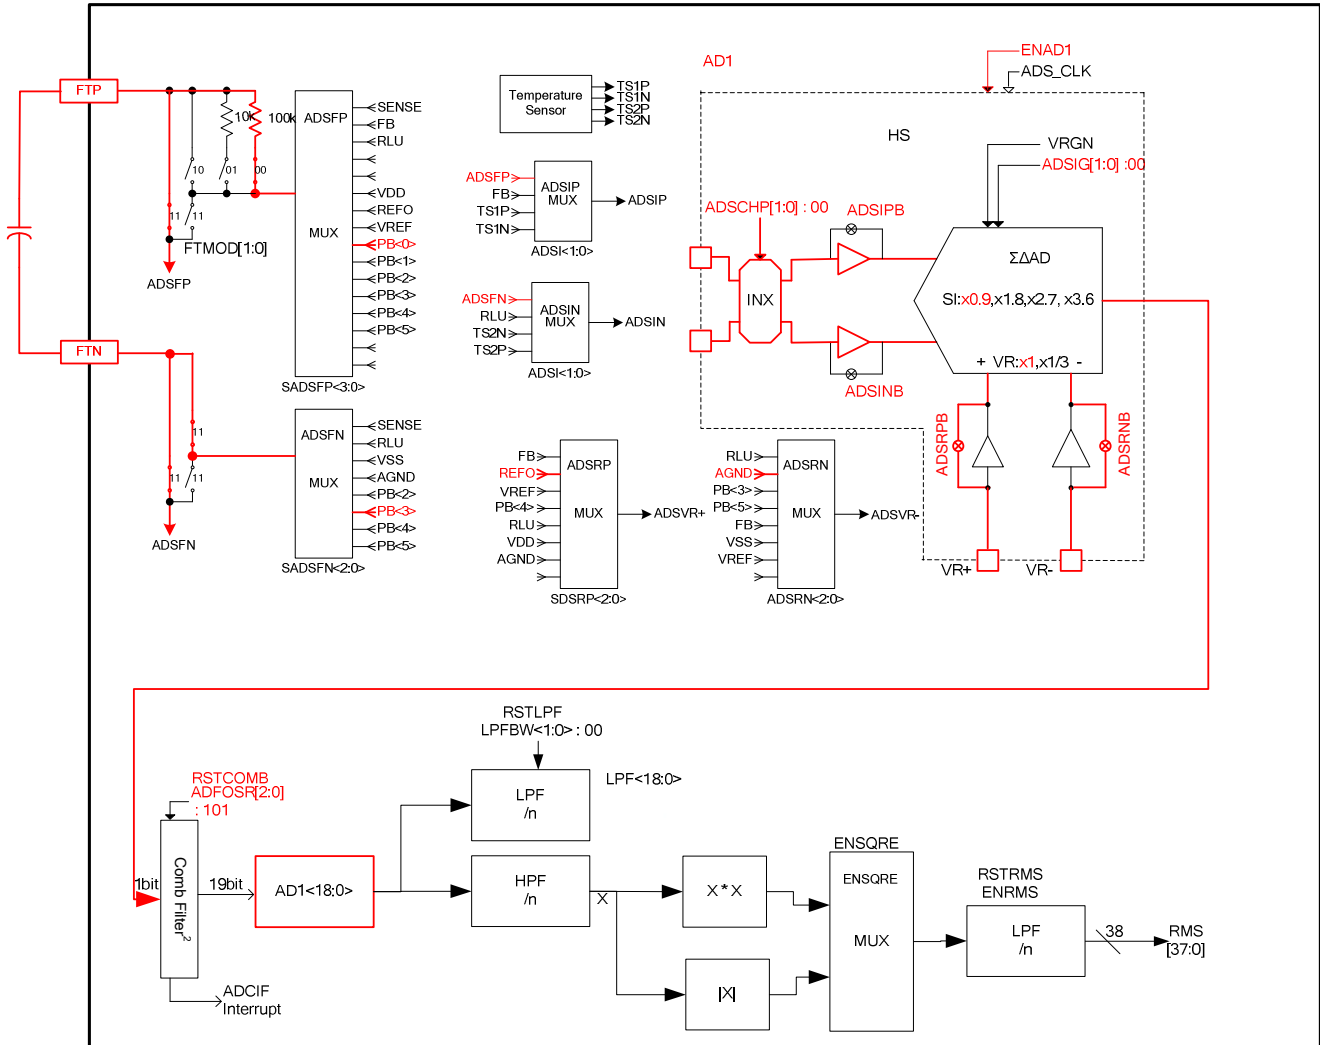 FTP
10k
100k
10
01
00
11
11
FTMOD[1:0]
ADSFP
ADSFP
MUX
SENSE
FB
RLU
VDD
REFO
VREF
PB<0>
PB<1>
PB<2>
PB<3>
PB<4>
PB<5>
SADSFP<3:0>
FTN
11
11
11
ADSFN
ADSFN
MUX
SENSE
RLU
VSS
AGND
PB<2>
PB<3>
PB<4>
PB<5>
SADSFN<2:0>
Temperature
Sensor
TS1P
TS1N
TS2P
TS2N
ADSFP
FB
TS1P
TS1N
ADSIP
MUX
ADSIP
ADSI<1:0>
ADSFN
RLU
TS2N
TS2P
ADSIN
MUX
ADSIN
ADSI<1:0>
FB
REFO
VREF
PB<4>
RLU
VDD
AGND
ADSRP
MUX
ADSVR+
SDSRP<2:0>
RLU
AGND
PB<3>
PB<5>
FB
VSS
VREF
ADSRN
MUX
ADSVR-
ADSRN<2:0>
AD1
ENAD1
ADS_CLK
HS
VRGN
ADSIG[1:0] :00
ADSCHP[1:0] : 00
ADSIPB
INX
ADSINB
ΣΔAD
SI:x0.9,x1.8,x2.7, x3.6
+ VR:x1,x1/3 -
ADSRPB
ADSRNB
VR+
VR-
RSTLPF
LPFBW<1:0> : 00
LPF
/n
LPF<18:0>
RSTCOMB
ADFOSR[2:0]
: 101
1bit
Comb Filter2
19bit
AD1<18:0>
HPF
/n
X
X * X
|X|
ENSQRE
ENSQRE
MUX
RSTRMS
ENRMS
LPF
/n
38
RMS
[37:0]
ADCIF
Interrupt